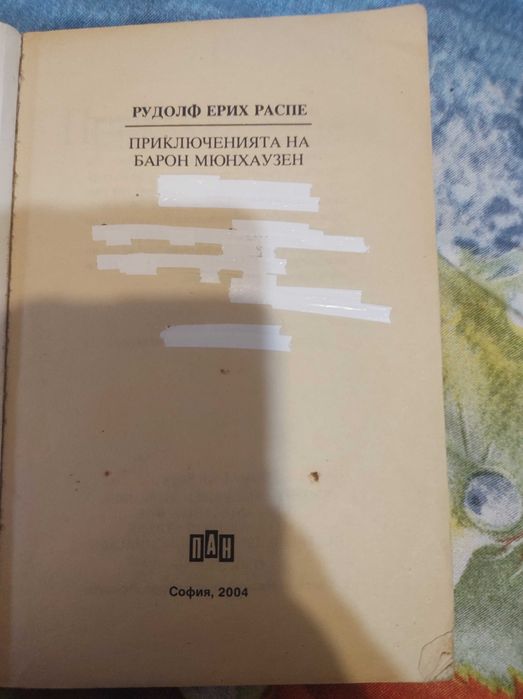 РУДОЛФ ЕРИХ РАСПЕ
ПРИКЛЮЧЕНИЯТА НА
БАРОН МЮНХАУЗЕН
ПАН
София, 2004